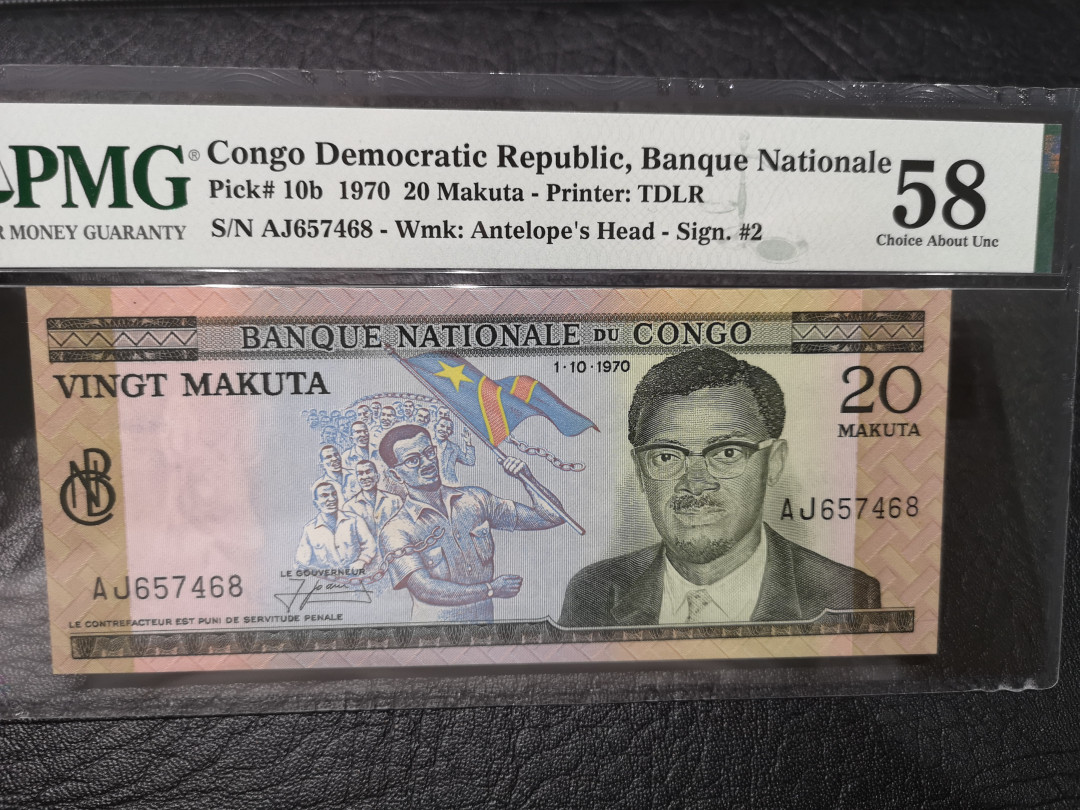 PMG®
R MONEY GUARANTY
Congo Democratic Republic, Banque Nationale
Pick# 10b 1970 20 Makuta - Printer: TDLR
S/N AJ657468 - Wmk: Antelope's Head - Sign. #2
58
Choice About Unc
BANQUE NATIONALE DU CONGO
VINGT MAKUTA
1·10·1970
20
MAKUTA
AJ657468
AJ657468
LE GOUVERNEUR
LE CONTREFACTEUR EST PUNI DE SERVITUDE PENALE